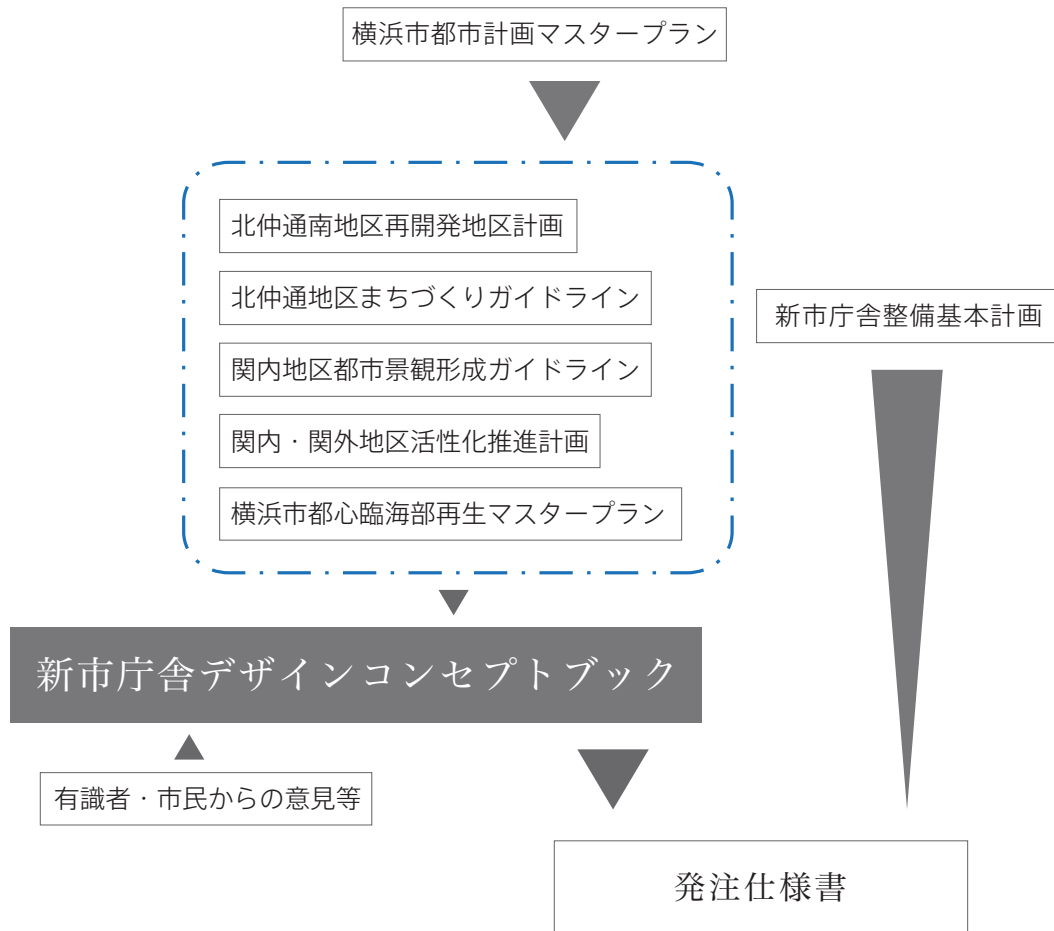 横浜市都市計画マスタープラン
北仲通南地区再開発地区計画
北仲通地区まちづくりガイドライン
関内地区都市景観形成ガイドライン
関内・関外地区活性化推進計画
横浜市都心臨海部再生マスタープラン
新市庁舎整備基本計画
新市庁舎デザインコンセプトブック
有識者・市民からの意見等
発注仕様書